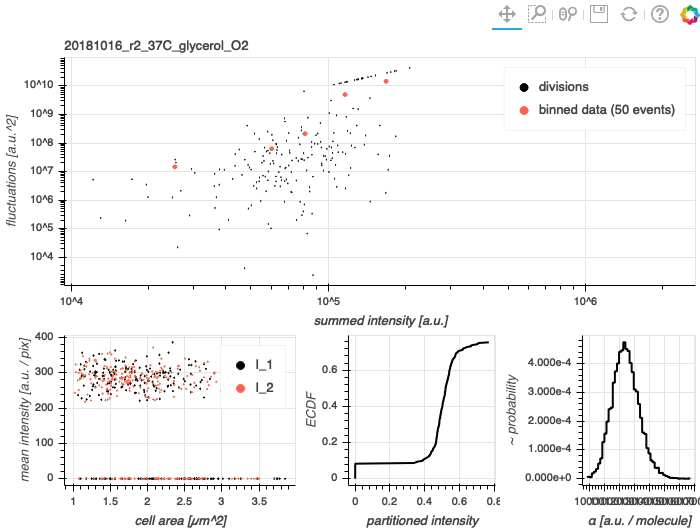 20181016_r2_37C_glycerol_O2
fluctuations [a.u.^2]
10^10
10^9
10^8
10^7
10^6
10^5
10^4
divisions
binned data (50 events)
10^4
10^5
10^6
summed intensity [a.u.]
mean intensity [a.u. / pix]
400
300
200
100
0
I_1
I_2
1
1.5
2
2.5
3
3.5
cell area [μm^2]
ECDF
0.6
0.4
0.2
0
0
0.2
0.4
0.6
0.8
partitioned intensity
~ probability
4.000e-4
3.000e-4
2.000e-4
1.000e-4
0.000e+0
α [a.u. / molecule]